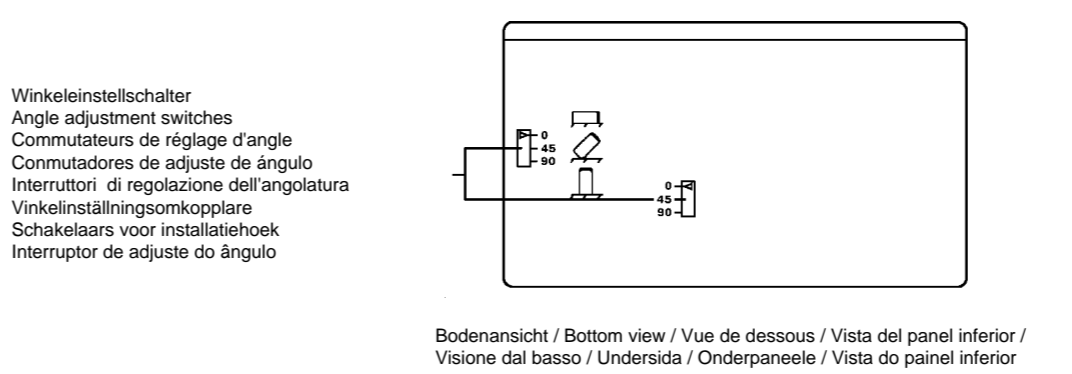 Winkeleinstellschalter
Angle adjustment switches
Commutateurs de réglage d'angle
Conmutadores de adjuste de ángulo
Interruttori di regolazione dell'angolatura
Vinkelinställningsomkopplare
Schakelaars voor installatiehoek
Interruptor de adjuste do ângulo
0
45
90
0
45
90
Bodenansicht / Bottom view / Vue de dessous / Vista del panel inferior /
Visione dal basso / Undersida / Onderpaneele / Vista do painel inferior